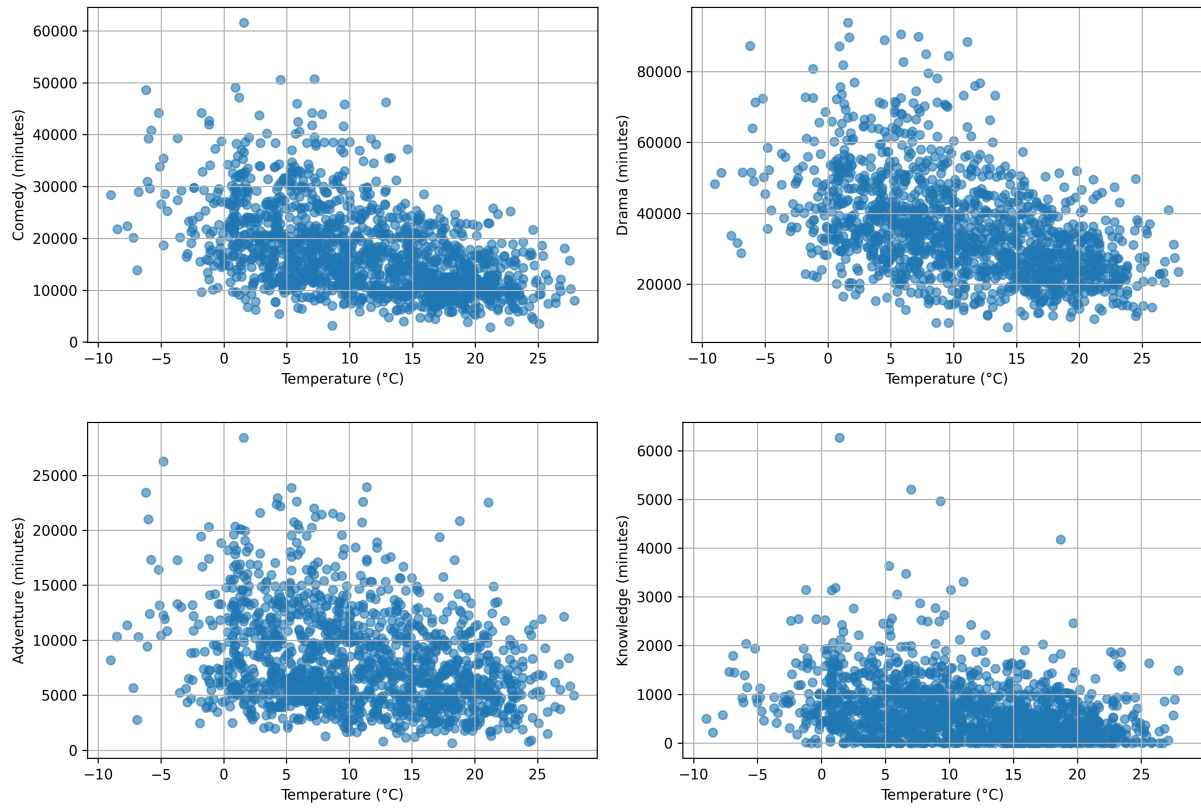 60000
50000
40000
30000
20000
10000
0
Comedy (minutes)
−10 −5 0 5 10 15 20 25
Temperature (°C)
80000
60000
40000
20000
Drama (minutes)
−10 −5 0 5 10 15 20 25
Temperature (°C)
25000
20000
15000
10000
5000
0
Adventure (minutes)
−10 −5 0 5 10 15 20 25
Temperature (°C)
6000
5000
4000
3000
2000
1000
0
Knowledge (minutes)
−10 −5 0 5 10 15 20 25
Temperature (°C)